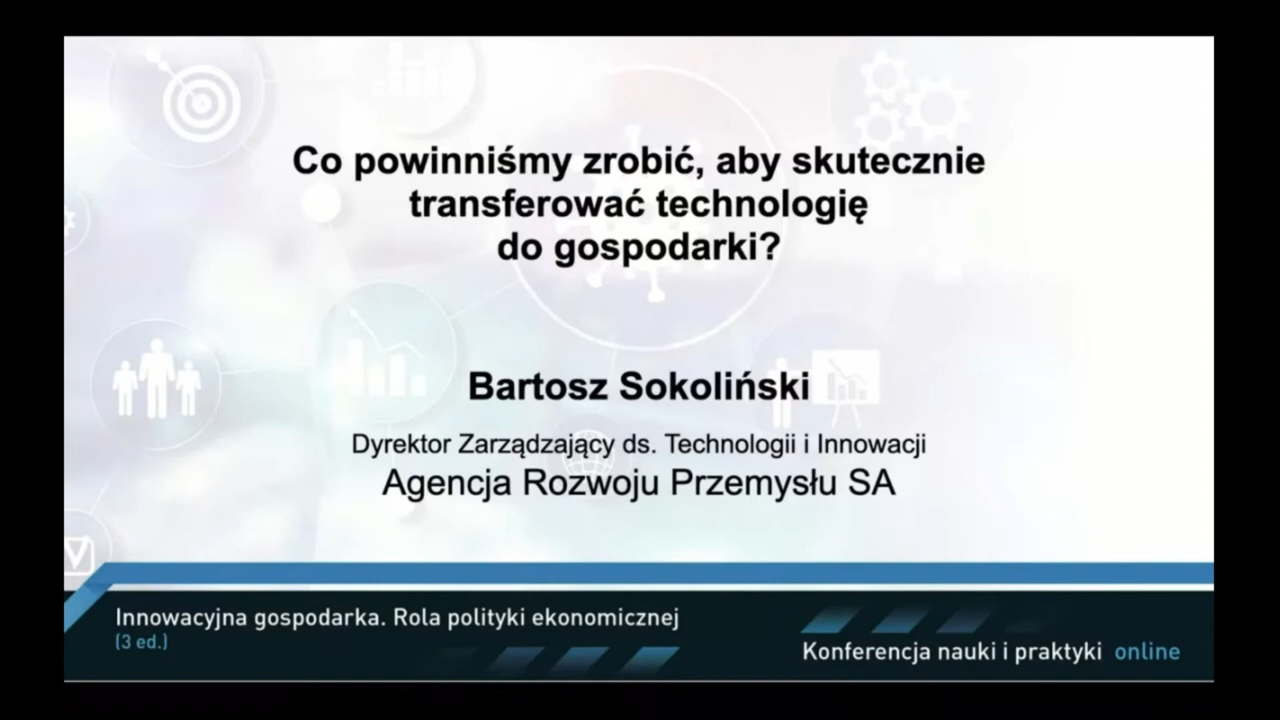 Co powinniśmy zrobić, aby skutecznie
transferować technologię
do gospodarki?
Bartosz Sokoliński
Dyrektor Zarządzający ds. Technologii i Innowacji
Agencja Rozwoju Przemysłu SA
Innowacyjna gospodarka. Rola polityki ekonomicznej
(3 ed.)
Konferencja nauki i praktyki online